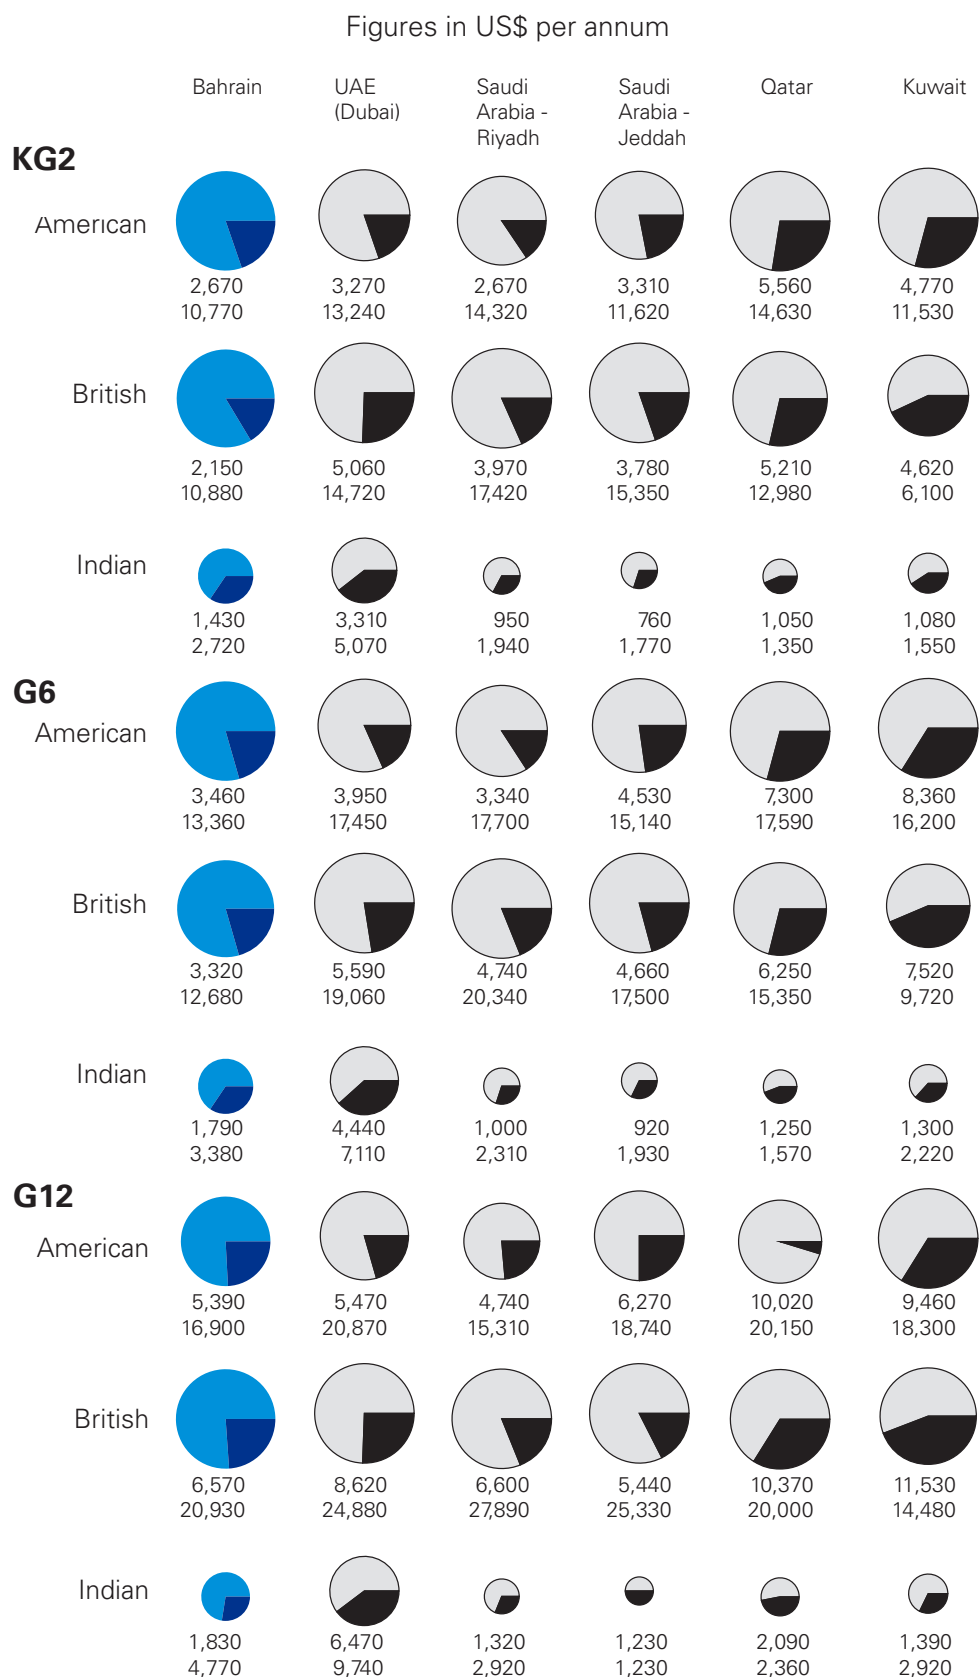 Figures in US$ per annum
Bahrain UAE (Dubai) Saudi Arabia - Riyadh Saudi Arabia - Jeddah Qatar Kuwait
KG2
American
2,670 3,270 2,670 3,310 5,560 4,770
10,770 13,240 14,320 11,620 14,630 11,530
British
2,150 5,060 3,970 3,780 5,210 4,620
10,880 14,720 17,420 15,350 12,980 6,100
Indian
1,430 3,310 950 760 1,050 1,080
2,720 5,070 1,940 1,770 1,350 1,550
G6
American
3,460 3,950 3,340 4,530 7,300 8,360
13,360 17,450 17,700 15,140 17,590 16,200
British
3,320 5,590 4,740 4,660 6,250 7,520
12,680 19,060 20,340 17,500 15,350 9,720
Indian
1,790 4,440 1,000 920 1,250 1,300
3,380 7,110 2,310 1,930 1,570 2,220
G12
American
5,390 5,470 4,740 6,270 10,020 9,460
16,900 20,870 15,310 18,740 20,150 18,300
British
6,570 8,620 6,600 5,440 10,370 11,530
20,930 24,880 27,890 25,330 20,000 14,480
Indian
1,830 6,470 1,320 1,230 2,090 1,390
4,770 9,740 2,920 1,230 2,360 2,920